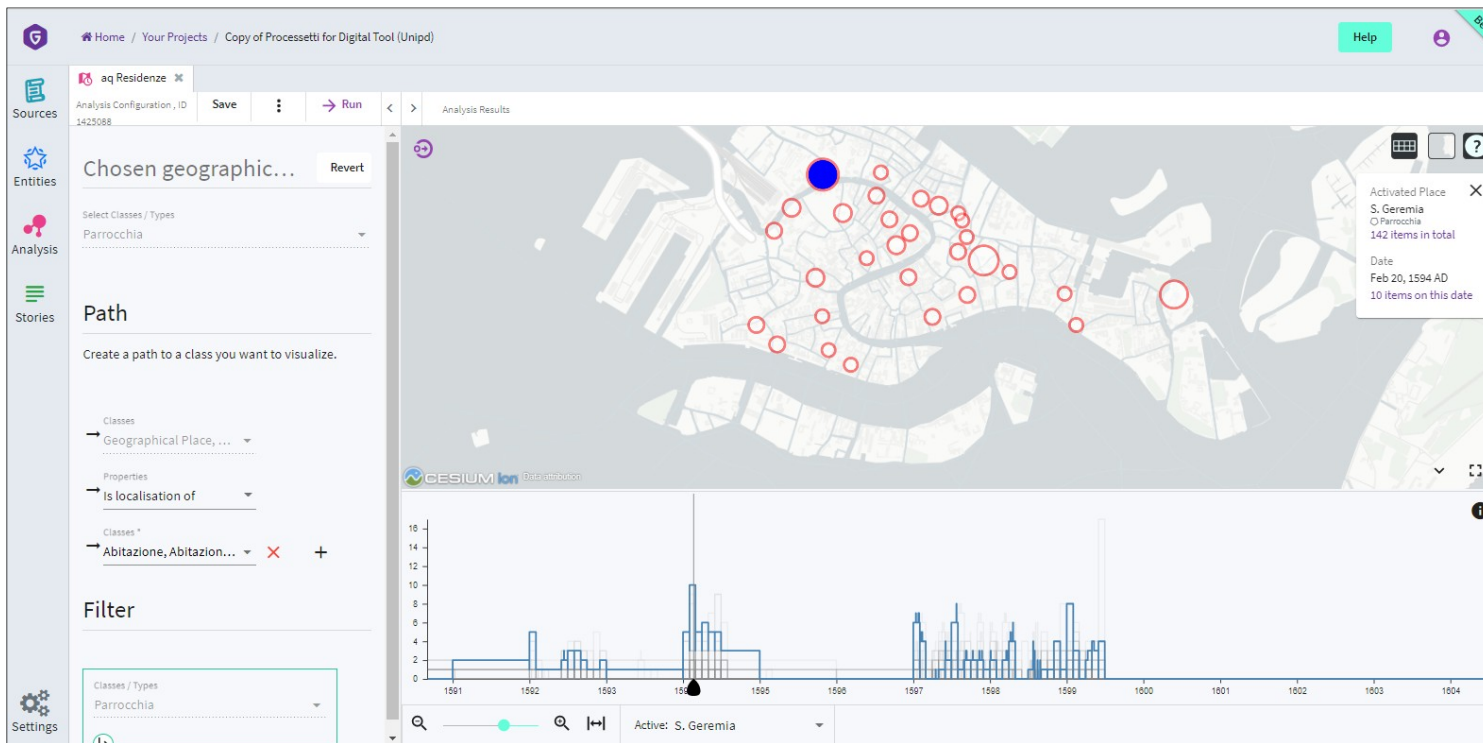 Home / Your Projects / Copy of Processetti for Digital Tool (Unipd)
Help
aq Residenze
Analysis Configuration , ID
1425088
Save
Run
Analysis Results
Sources
Entities
Analysis
Stories
Settings
Chosen geographic...
Revert
Select Classes / Types
Parrocchia
Path
Create a path to a class you want to visualize.
Classes
Geographical Place, ...
Properties
Is localisation of
Classes *
Abitazione, Abitazion...
Filter
Classes / Types
Parrocchia
Activated Place
S. Geremia
Parrocchia
142 items in total
Date
Feb 20, 1594 AD
10 items on this date
CESIUM ion Data attribution
16
14
12
10
8
6
4
2
0
1591 1592 1593 1595 1596 1597 1598 1599 1600 1601 1602 1603 1604
Active: S. Geremia